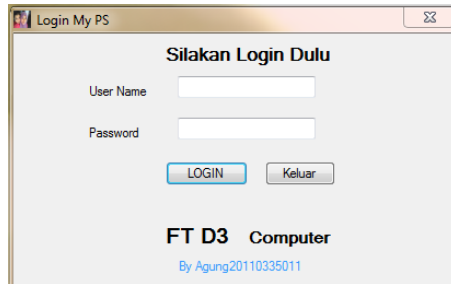 Login My PS
Silakan Login Dulu
User Name
Password
LOGIN Keluar
FT D3 Computer
By Agung20110335011